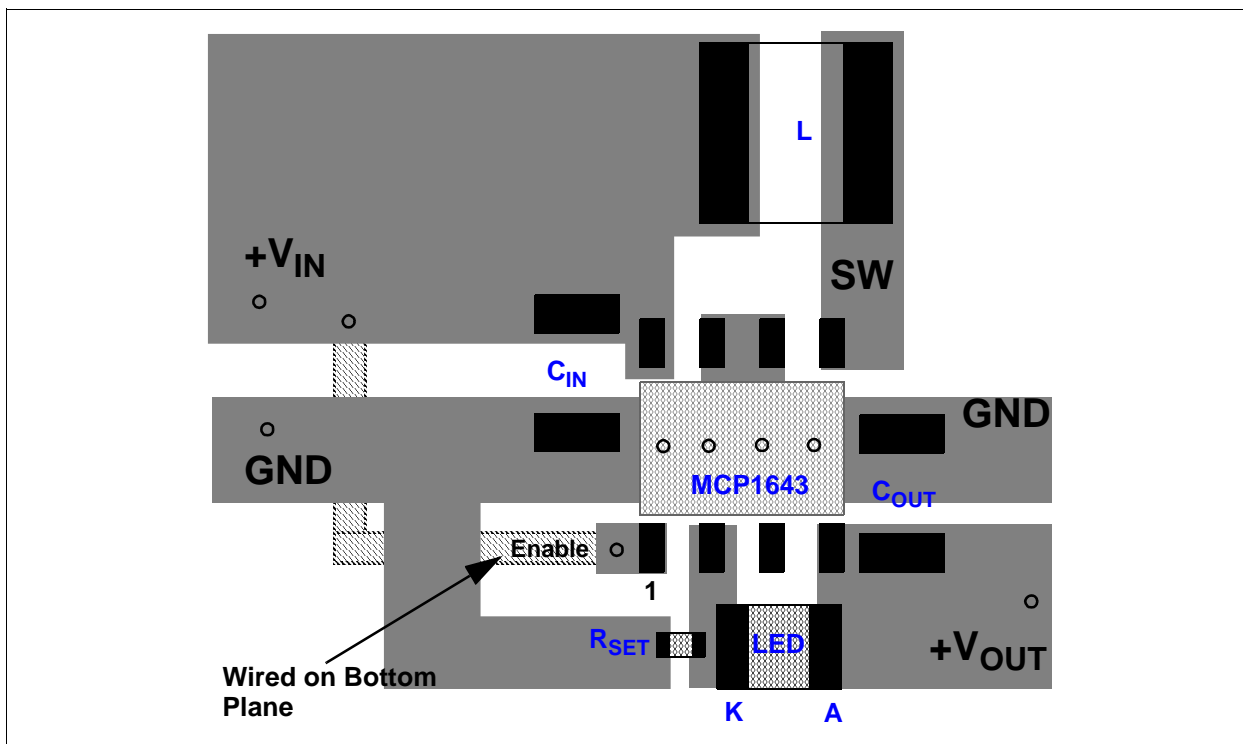 L
+VIN
SW
CIN
GND
GND
MCP1643
COUT
Enable
1
RSET
LED
+VOUT
Wired on Bottom
Plane
K
A